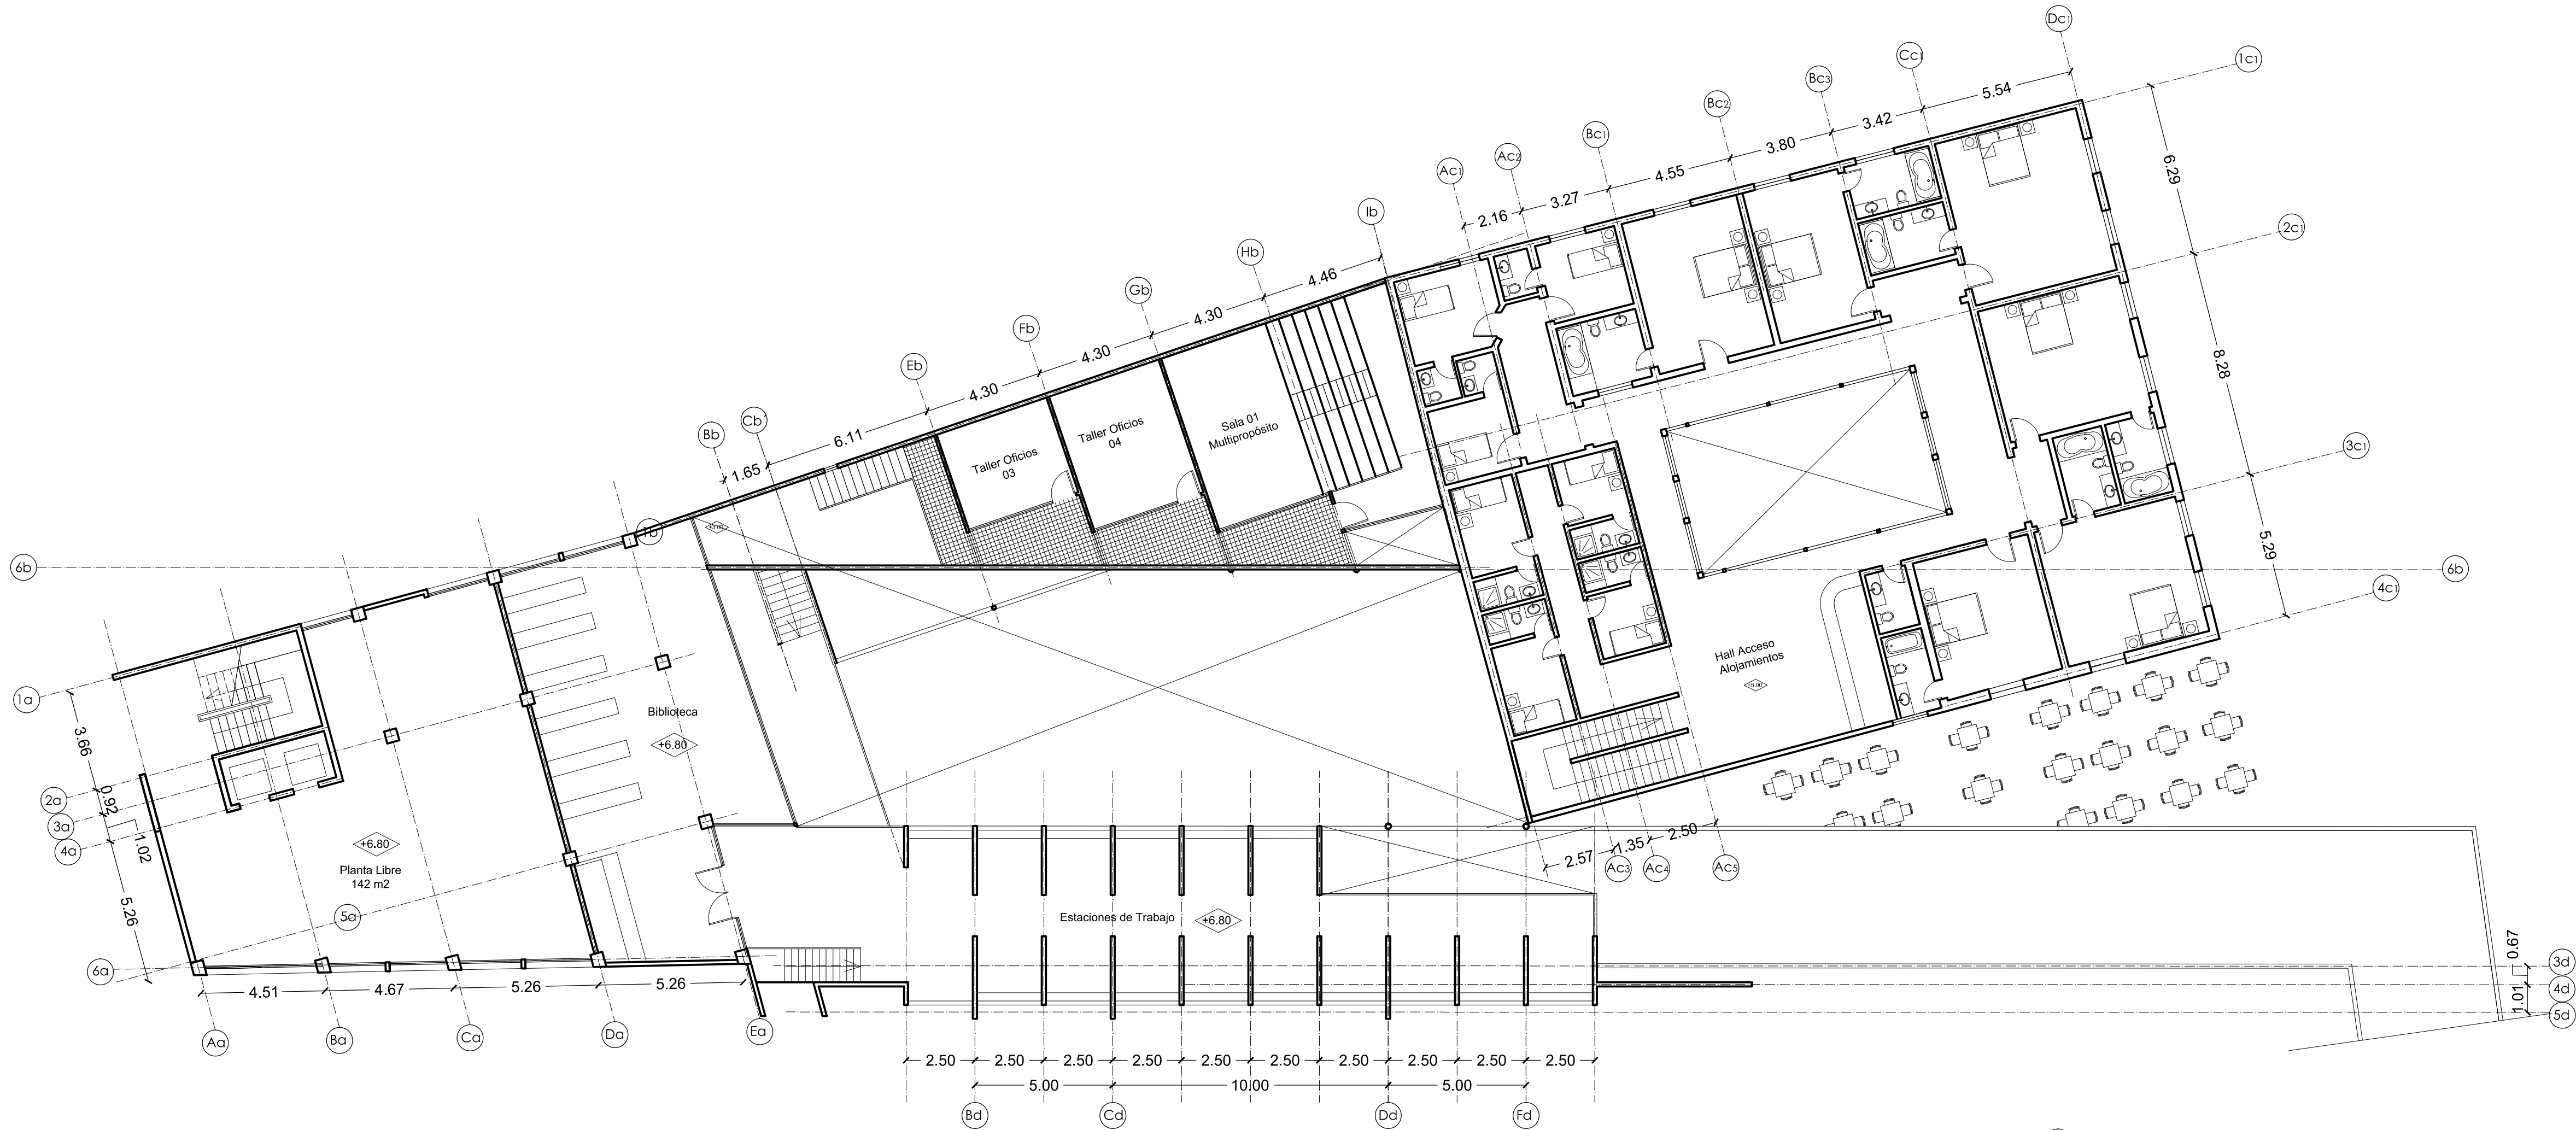 Dc1
1c1
Cc1
5.54
Bc3
3.42
Bc2
3.80
6.29
Bc1
4.55
Ac2
3.27
Ac1
2.16
2c1
Ib
4.46
Hb
4.30
Gb
4.30
Fb
4.30
Eb
6.11
Cb'
1.65
Bb
8.28
3c1
Sala 01
Multipropósito
Taller Oficios
04
Taller Oficios
03
+3.00
1b
6b
5.29
6b
4c1
Hall Acceso
Alojamientos
+5.00
1a
3.66
Biblioteca
+6.80
2a
0.92
3a
1.02
4a
+6.80
Planta Libre
142 m2
5.26
5a
2.57
1.35
2.50
Ac3
Ac4
Ac5
Estaciones de Trabajo
+6.80
6a
4.51
4.67
5.26
5.26
Aa
Ba
Ca
Da
Ea
0.67
3d
4d
1.01
5d
2.50
2.50
2.50
2.50
2.50
2.50
2.50
2.50
2.50
2.50
5.00
10.00
5.00
Bd
Cd
Dd
Fd